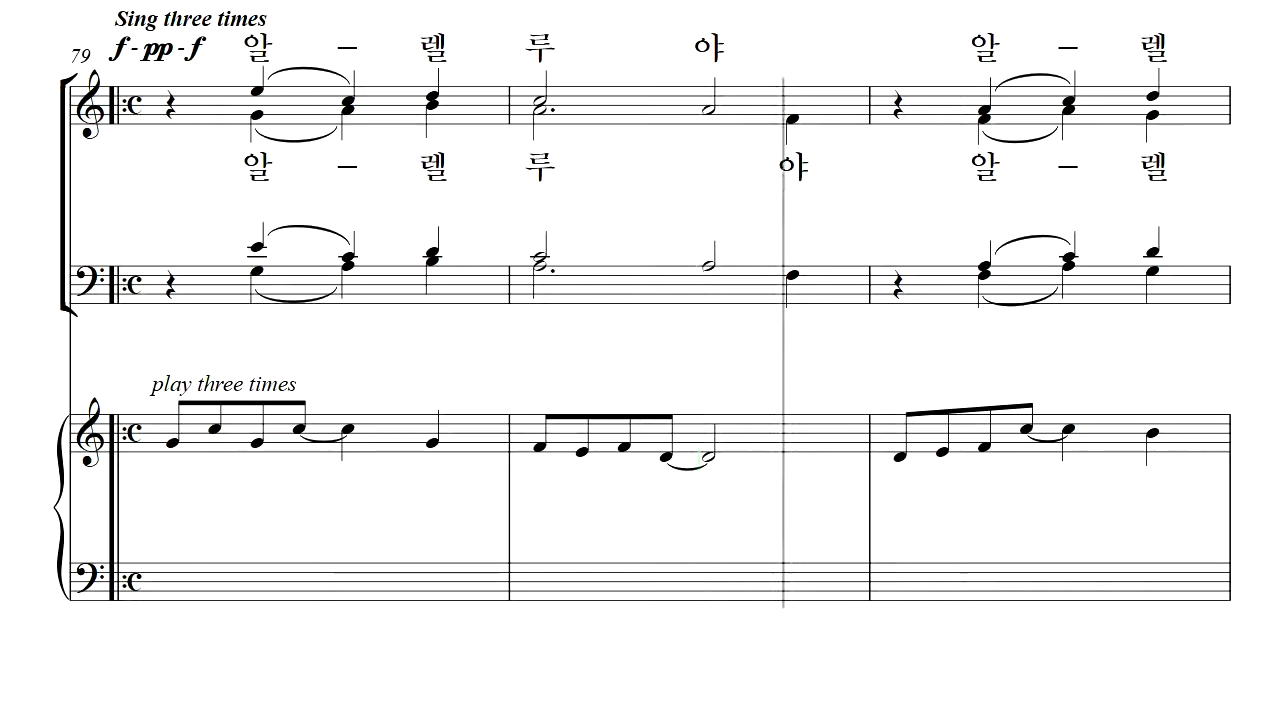 Sing three times
79 f - pp - f 알 – 렐 루 야 알 – 렐
알 – 렐 루 야 알 – 렐
play three times